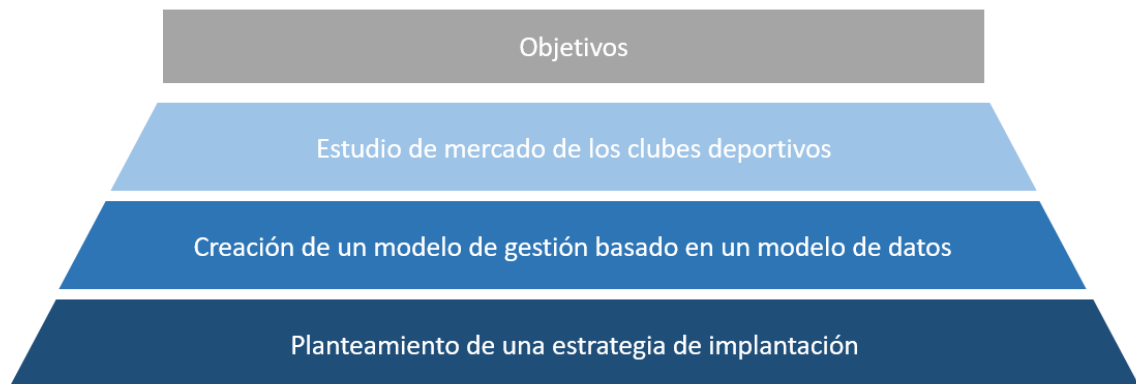 Objetivos
Estudio de mercado de los clubes deportivos
Creación de un modelo de gestión basado en un modelo de datos
Planteamiento de una estrategia de implantación